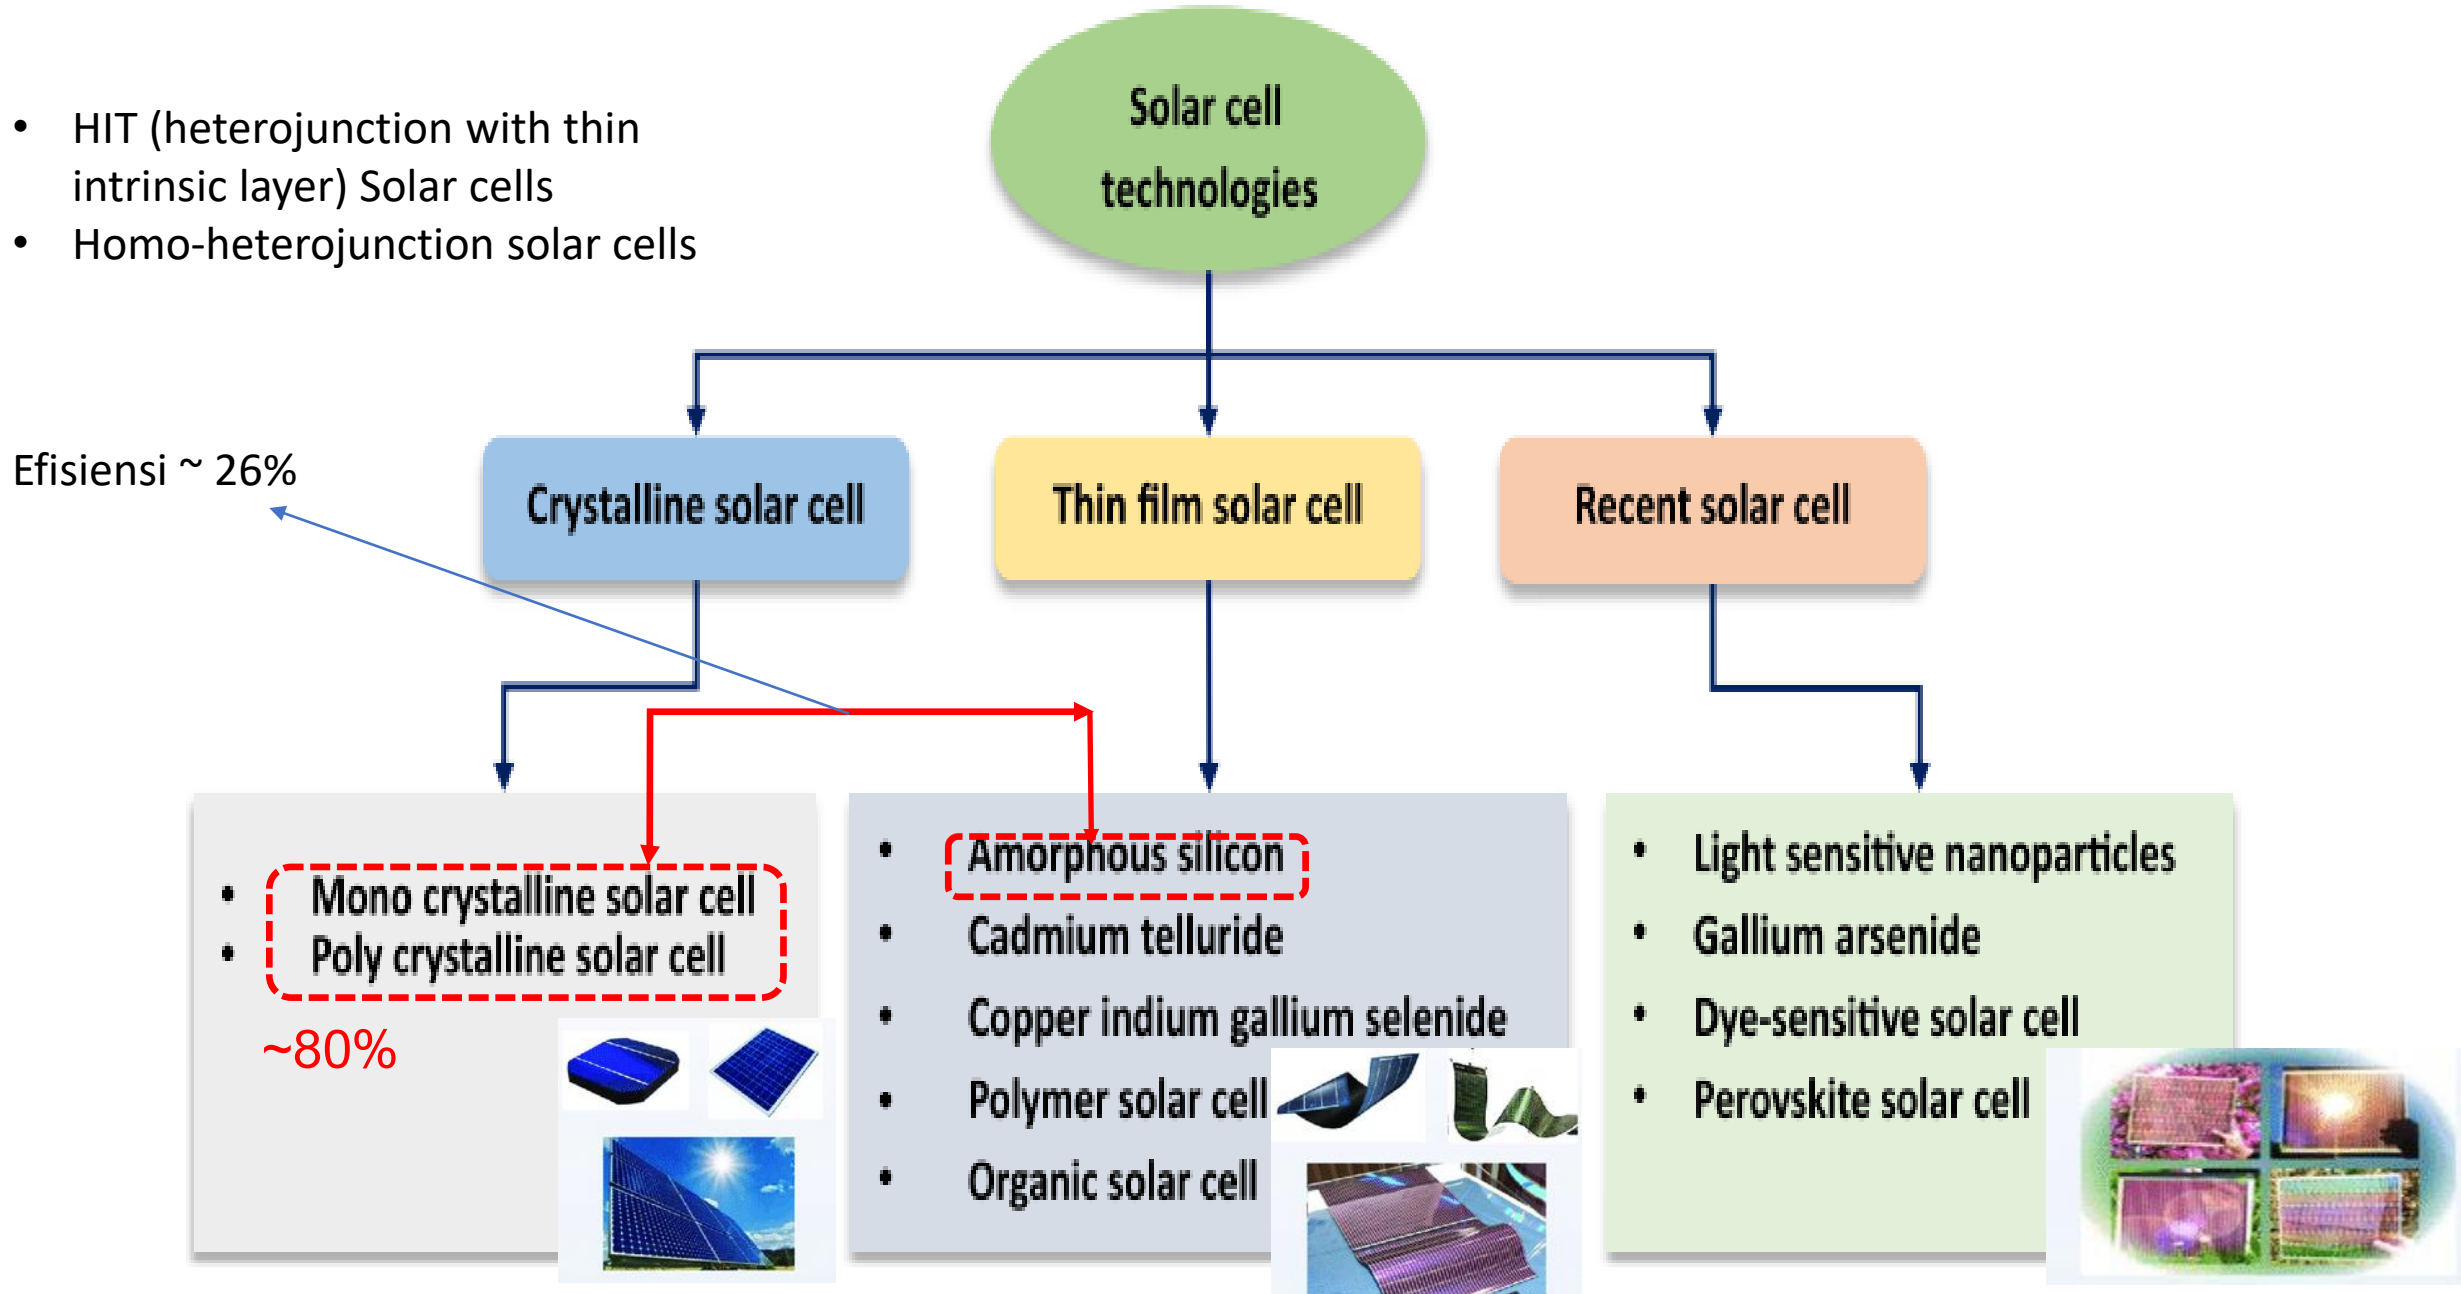 • HIT (heterojunction with thin
intrinsic layer) Solar cells
• Homo-heterojunction solar cells
Solar cell
technologies
Efisiensi ~ 26%
Crystalline solar cell
Thin film solar cell
Recent solar cell
• Mono crystalline solar cell
• Poly crystalline solar cell
~80%
• Amorphous silicon
• Cadmium telluride
• Copper indium gallium selenide
• Polymer solar cell
• Organic solar cell
• Light sensitive nanoparticles
• Gallium arsenide
• Dye-sensitive solar cell
• Perovskite solar cell